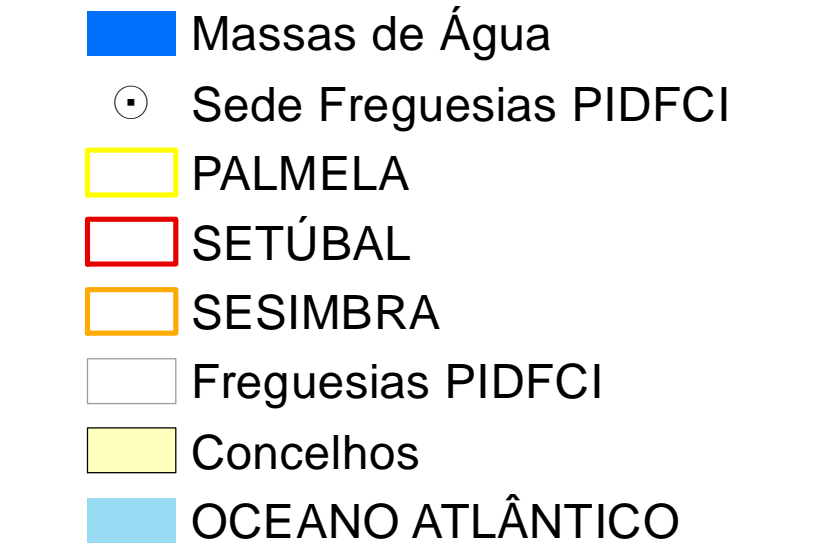 Massas de Água
Sede Freguesias PIDFCI
PALMELA
SETÚBAL
SESIMBRA
Freguesias PIDFCI
Concelhos
OCEANO ATLÂNTICO